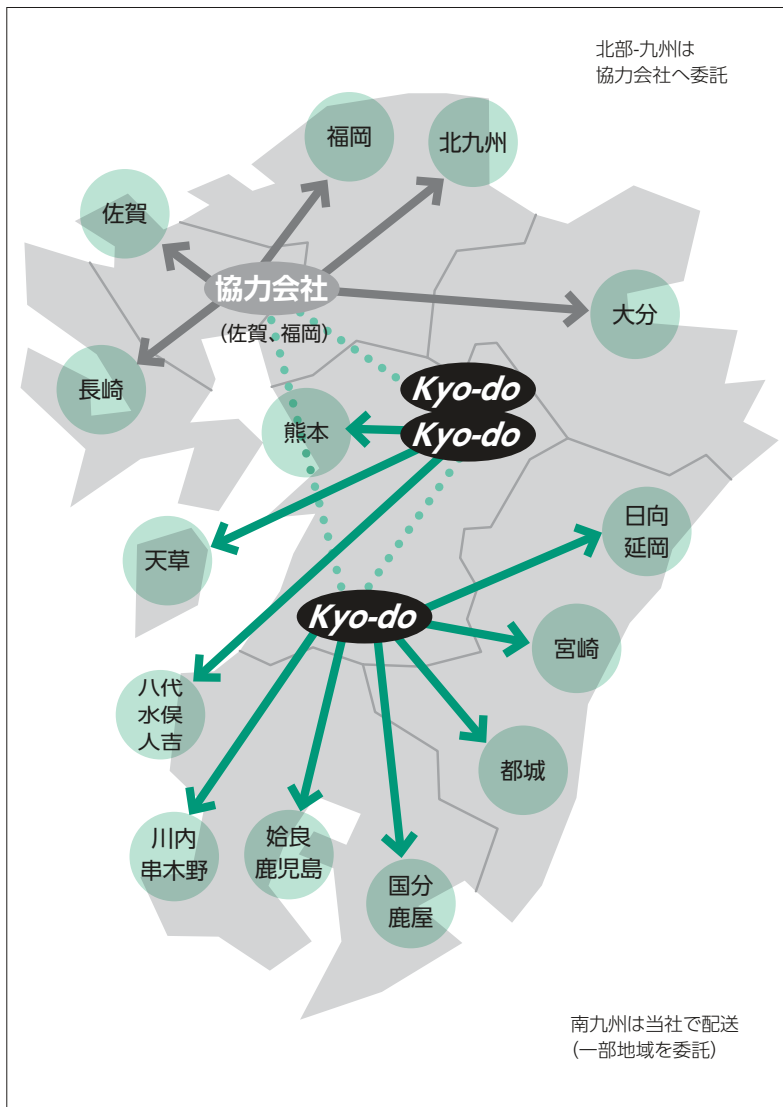 北部-九州は
協力会社へ委託
福岡
北九州
佐賀
協力会社
(佐賀、福岡)
大分
長崎
Kyo-do
Kyo-do
熊本
日向
延岡
天草
Kyo-do
宮崎
八代
水俣
人吉
都城
川内
串木野
姶良
鹿児島
国分
鹿屋
南九州は当社で配送
(一部地域を委託)